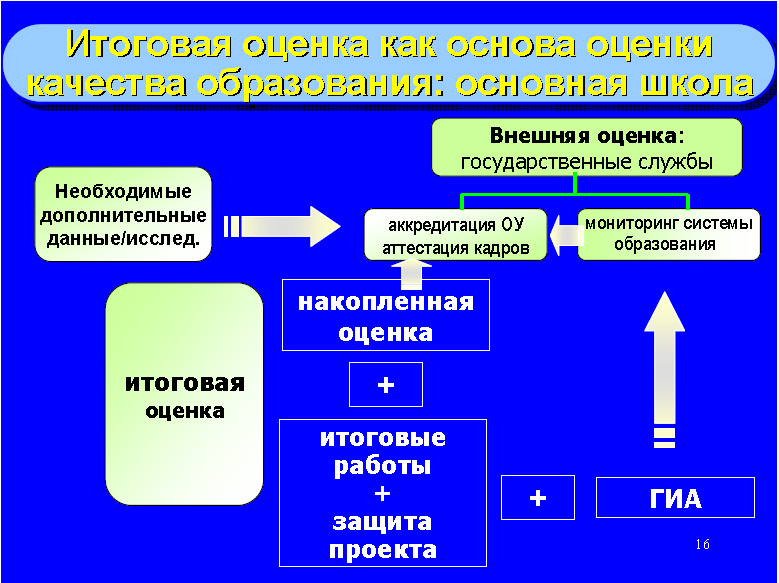 Итоговая оценка как основа оценки
качества образования: основная школа
Внешняя оценка:
государственные службы
Необходимые
дополнительные
данные/исслед.
аккредитация ОУ
аттестация кадров
мониторинг системы
образования
накопленная
оценка
итоговая
оценка
+
итоговые
работы
+
защита
проекта
+
ГИА
16